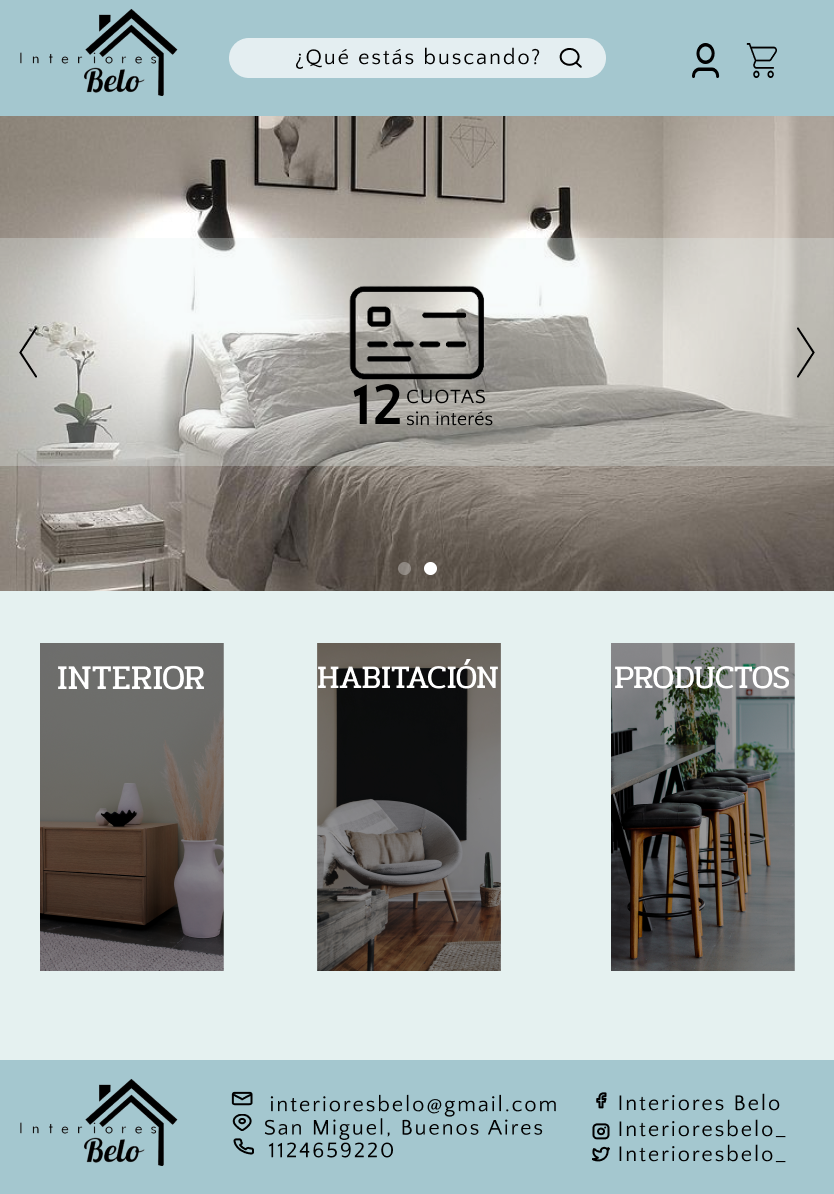 Interiores
Belo
¿Qué estás buscando?
12 CUOTAS
sin interés
INTERIOR
HABITACIÓN
PRODUCTOS
Interiores
Belo
interioresbelo@gmail.com
San Miguel, Buenos Aires
1124659220
Interiores Belo
Interioresbelo_
Interioresbelo_